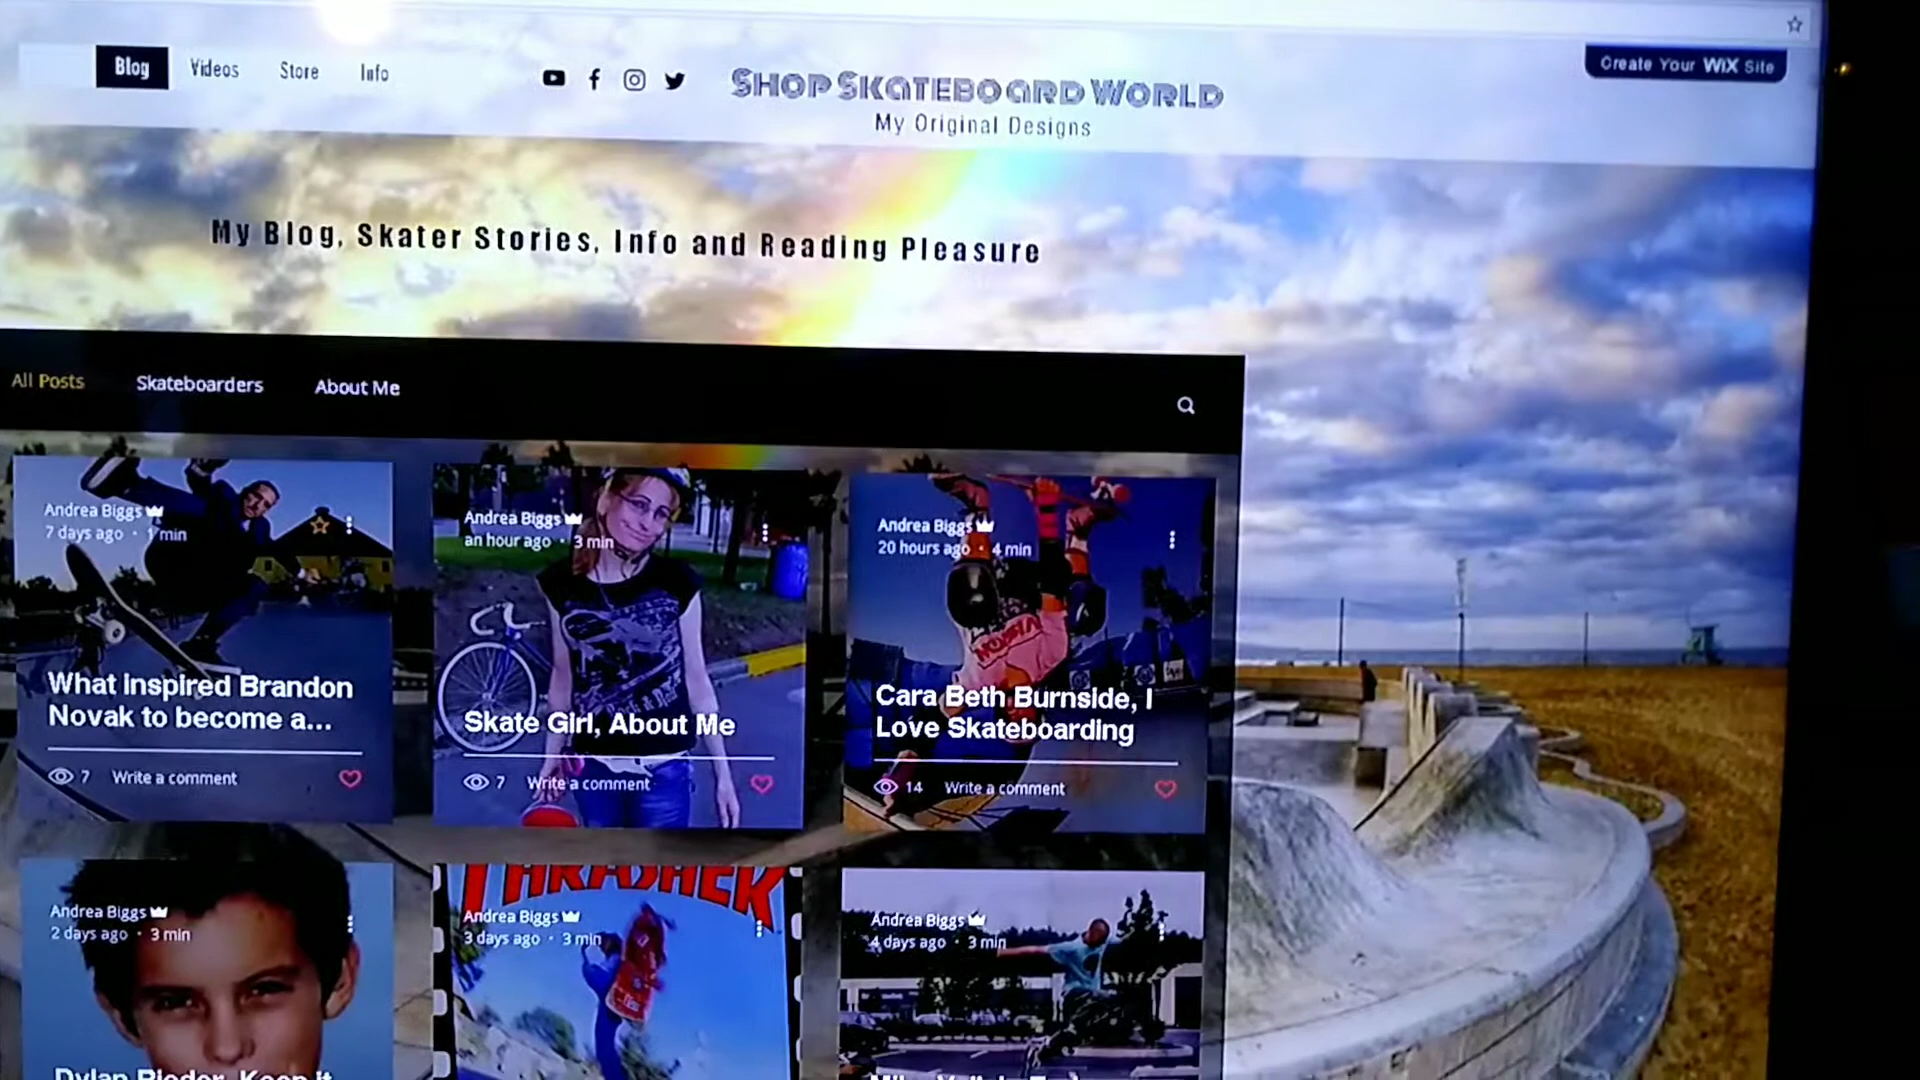 Blog Videos Store Info
SHOP SKATEBOARD WORLD
My Original Designs
Create Your WiX Site
My Blog, Skater Stories, Info and Reading Pleasure
All Posts Skateboarders About Me
Andrea Biggs
7 days ago · 1 min
What Inspired Brandon
Novak to become a...
7 Write a comment
Andrea Biggs
an hour ago · 3 min
Skate Girl, About Me
7 Write a comment
Andrea Biggs
20 hours ago · 4 min
Cara Beth Burnside, I
Love Skateboarding
14 Write a comment
Andrea Biggs
2 days ago · 3 min
THRASHER
Andrea Biggs
3 days ago · 3 min
Andrea Biggs
4 days ago · 3 min